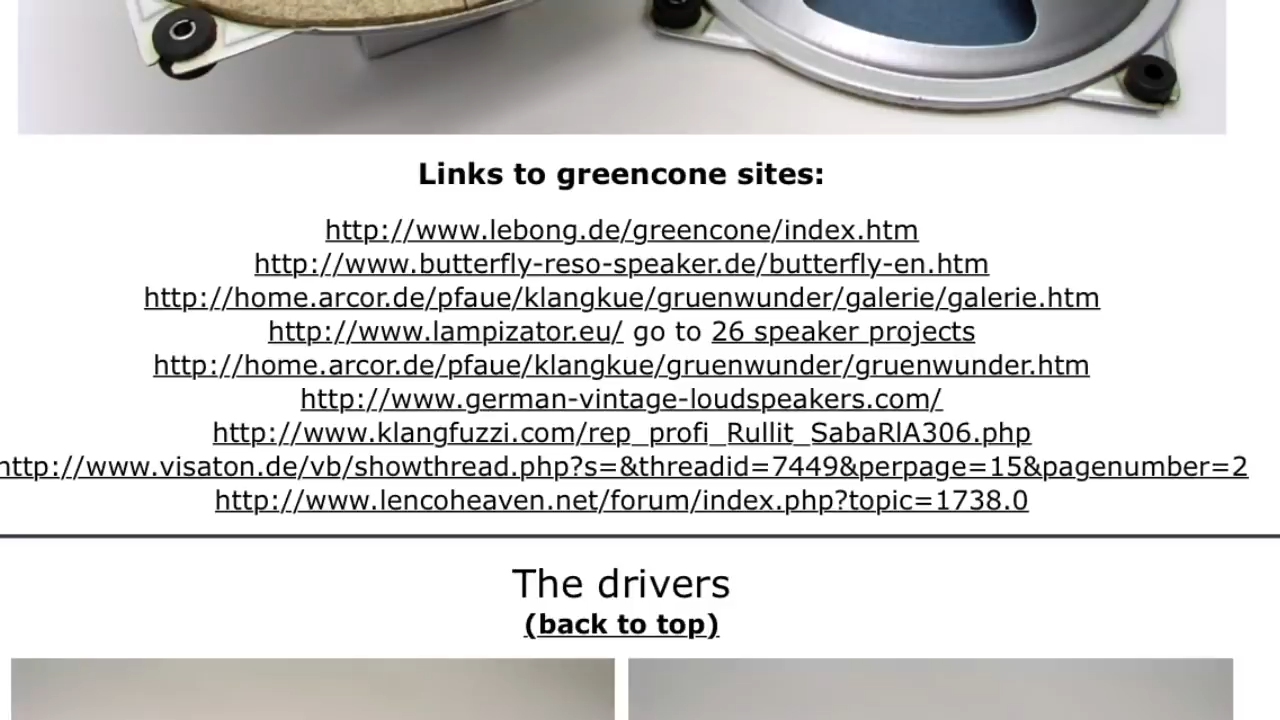 Links to greencone sites:
http://www.lebong.de/greencone/index.htm
http://www.butterfly-reso-speaker.de/butterfly-en.htm
http://home.arcor.de/pfaue/klangkue/gruenwunder/galerie/galerie.htm
http://www.lampizator.eu/ go to 26 speaker projects
http://home.arcor.de/pfaue/klangkue/gruenwunder/gruenwunder.htm
http://www.german-vintage-loudspeakers.com/
http://www.klangfuzzi.com/rep_profi_Rullit_SabaRlA306.php
http://www.visaton.de/vb/showthread.php?s=&threadid=7449&perpage=15&pagenumber=2
http://www.lencoheaven.net/forum/index.php?topic=1738.0
The drivers
(back to top)